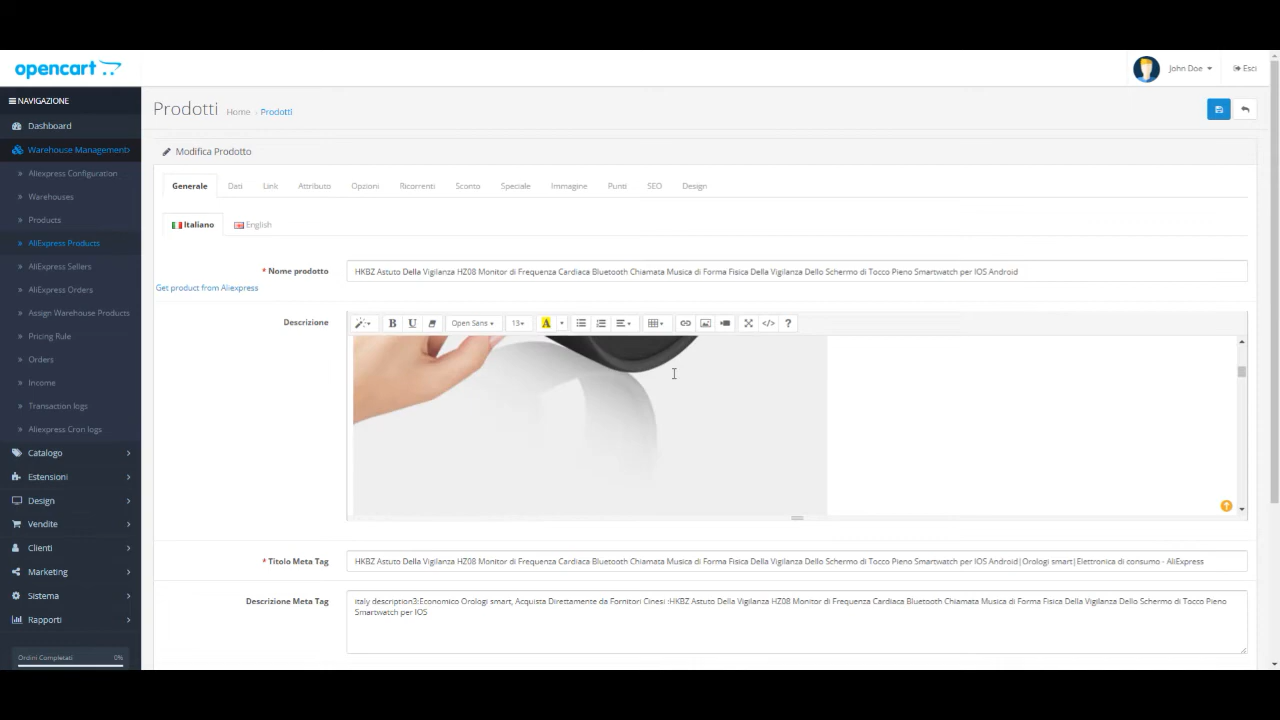 opencart
John Doe
Esci
NAVIGAZIONE
Prodotti
Home
Prodotti
Dashboard
Warehouse Management
Modifica Prodotto
Aliexpress Configuration
Generale
Dati
Link
Attributo
Opzioni
Ricorrenti
Sconto
Speciale
Immagine
Punti
SEO
Design
Warehouses
Products
Italiano
English
AliExpress Products
AliExpress Sellers
* Nome prodotto
HKBZ Astuto Della Vigilanza HZ08 Monitor di Frequenza Cardiaca Bluetooth Chiamata Musica di Forma Fisica Della Vigilanza Dello Schermo di Tocco Pieno Smartwatch per IOS Android
Get product from Aliexpress
AliExpress Orders
Assign Warehouse Products
Descrizione
B
U
Open Sans
13
A
</>
?
Pricing Rule
Orders
Income
Transaction logs
Aliexpress Cron logs
Catalogo
Estensioni
Design
Vendite
Clienti
Marketing
Sistema
Rapporti
* Titolo Meta Tag
HKBZ Astuto Della Vigilanza HZ08 Monitor di Frequenza Cardiaca Bluetooth Chiamata Musica di Forma Fisica Della Vigilanza Dello Schermo di Tocco Pieno Smartwatch per IOS Android|Orologi smart|Elettronica di consumo - AliExpress
Descrizione Meta Tag
italy description3:Economico Orologi smart, Acquista Direttamente da Fornitori Cinesi :HKBZ Astuto Della Vigilanza HZ08 Monitor di Frequenza Cardiaca Bluetooth Chiamata Musica di Forma Fisica Della Vigilanza Dello Schermo di Tocco Pieno
Smartwatch per IOS
Ordini Completati
0%